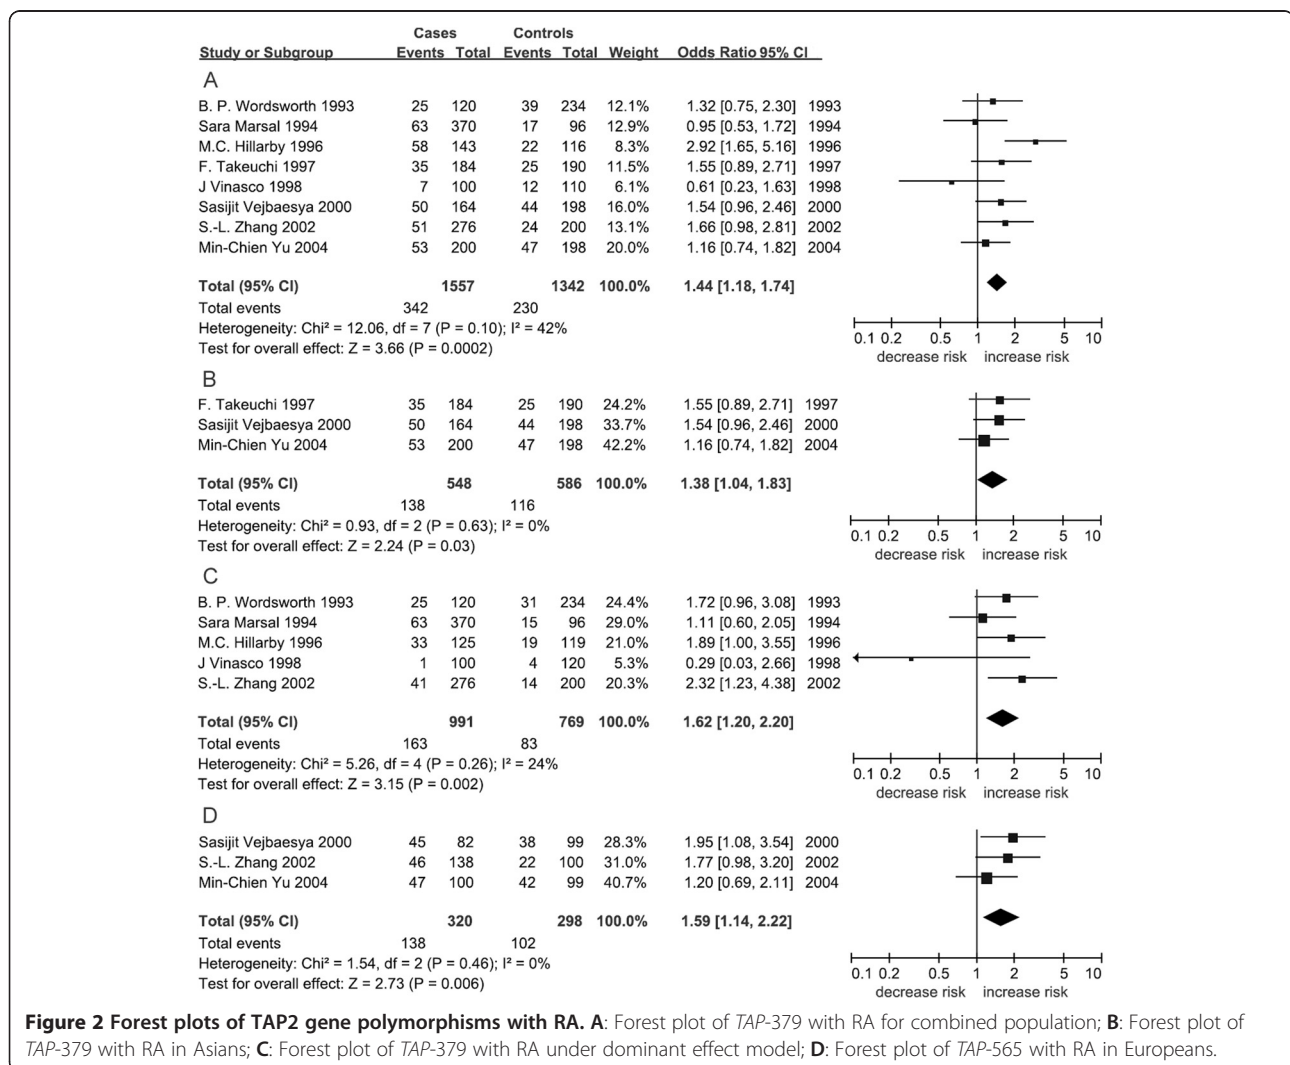 Cases Controls
Study or Subgroup Events Total Events Total Weight Odds Ratio 95% CI
A
B. P. Wordsworth 1993 25 120 39 234 12.1% 1.32 [0.75, 2.30] 1993
Sara Marsal 1994 63 370 17 96 12.9% 0.95 [0.53, 1.72] 1994
M.C. Hillarby 1996 58 143 22 116 8.3% 2.92 [1.65, 5.16] 1996
F. Takeuchi 1997 35 184 25 190 11.5% 1.55 [0.89, 2.71] 1997
J Vinasco 1998 7 100 12 110 6.1% 0.61 [0.23, 1.63] 1998
Sasijit Vejbaesya 2000 50 164 44 198 16.0% 1.54 [0.96, 2.46] 2000
S.-L. Zhang 2002 51 276 24 200 13.1% 1.66 [0.98, 2.81] 2002
Min-Chien Yu 2004 53 200 47 198 20.0% 1.16 [0.74, 1.82] 2004
Total (95% CI) 1557 1342 100.0% 1.44 [1.18, 1.74]
Total events 342 230
Heterogeneity: Chi² = 12.06, df = 7 (P = 0.10); I² = 42%
Test for overall effect: Z = 3.66 (P = 0.0002)
0.1 0.2 0.5 1 2 5 10
decrease risk increase risk
B
F. Takeuchi 1997 35 184 25 190 24.2% 1.55 [0.89, 2.71] 1997
Sasijit Vejbaesya 2000 50 164 44 198 33.7% 1.54 [0.96, 2.46] 2000
Min-Chien Yu 2004 53 200 47 198 42.2% 1.16 [0.74, 1.82] 2004
Total (95% CI) 548 586 100.0% 1.38 [1.04, 1.83]
Total events 138 116
Heterogeneity: Chi² = 0.93, df = 2 (P = 0.63); I² = 0%
Test for overall effect: Z = 2.24 (P = 0.03)
0.1 0.2 0.5 1 2 5 10
decrease risk increase risk
C
B. P. Wordsworth 1993 25 120 31 234 24.4% 1.72 [0.96, 3.08] 1993
Sara Marsal 1994 63 370 15 96 29.0% 1.11 [0.60, 2.05] 1994
M.C. Hillarby 1996 33 125 19 119 21.0% 1.89 [1.00, 3.55] 1996
J Vinasco 1998 1 100 4 120 5.3% 0.29 [0.03, 2.66] 1998
S.-L. Zhang 2002 41 276 14 200 20.3% 2.32 [1.23, 4.38] 2002
Total (95% CI) 991 769 100.0% 1.62 [1.20, 2.20]
Total events 163 83
Heterogeneity: Chi² = 5.26, df = 4 (P = 0.26); I² = 24%
Test for overall effect: Z = 3.15 (P = 0.002)
0.1 0.2 0.5 1 2 5 10
decrease risk increase risk
D
Sasijit Vejbaesya 2000 45 82 38 99 28.3% 1.95 [1.08, 3.54] 2000
S.-L. Zhang 2002 46 138 22 100 31.0% 1.77 [0.98, 3.20] 2002
Min-Chien Yu 2004 47 100 42 99 40.7% 1.20 [0.69, 2.11] 2004
Total (95% CI) 320 298 100.0% 1.59 [1.14, 2.22]
Total events 138 102
Heterogeneity: Chi² = 1.54, df = 2 (P = 0.46); I² = 0%
Test for overall effect: Z = 2.73 (P = 0.006)
0.1 0.2 0.5 1 2 5 10
decrease risk increase risk
Figure 2 Forest plots of TAP2 gene polymorphisms with RA. A: Forest plot of TAP-379 with RA for combined population; B: Forest plot of
TAP-379 with RA in Asians; C: Forest plot of TAP-379 with RA under dominant effect model; D: Forest plot of TAP-565 with RA in Europeans.